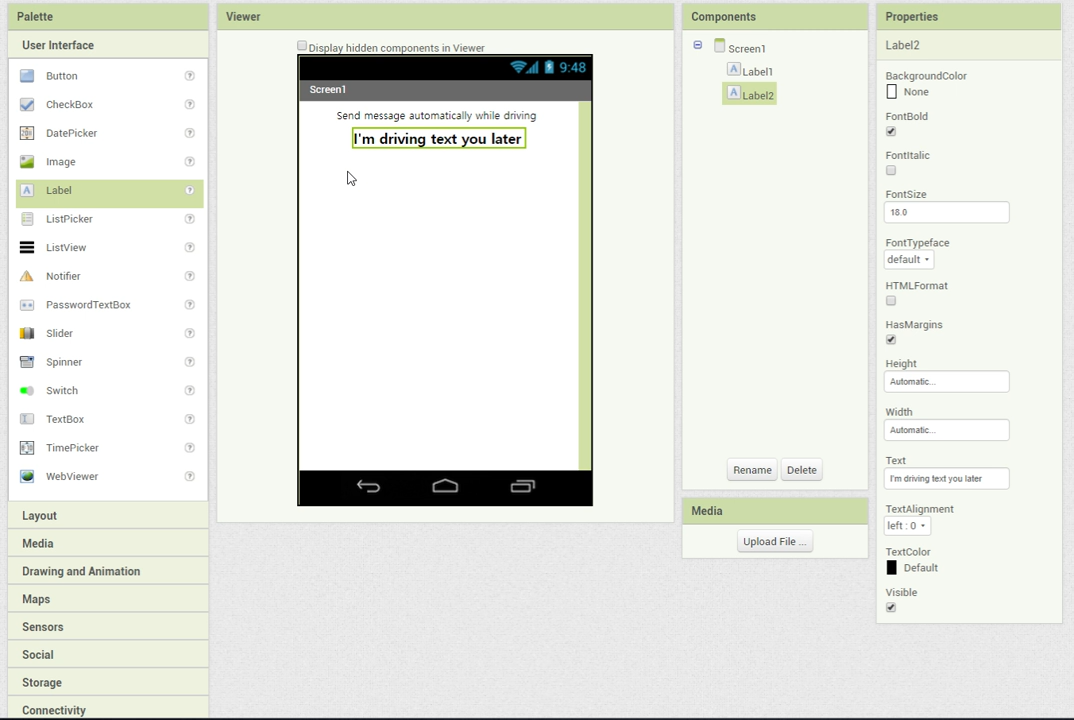 Palette
User Interface
Button
CheckBox
DatePicker
Image
Label
ListPicker
ListView
Notifier
PasswordTextBox
Slider
Spinner
Switch
TextBox
TimePicker
WebViewer
Layout
Media
Drawing and Animation
Maps
Sensors
Social
Storage
Connectivity
Viewer
Display hidden components in Viewer
9:48
Screen1
Send message automatically while driving
I'm driving text you later
Components
Screen1
Label1
Label2
Rename Delete
Media
Upload File ...
Properties
Label2
BackgroundColor
None
FontBold
FontItalic
FontSize
18.0
FontTypeface
default
HTMLFormat
HasMargins
Height
Automatic...
Width
Automatic...
Text
I'm driving text you later
TextAlignment
left : 0
TextColor
Default
Visible